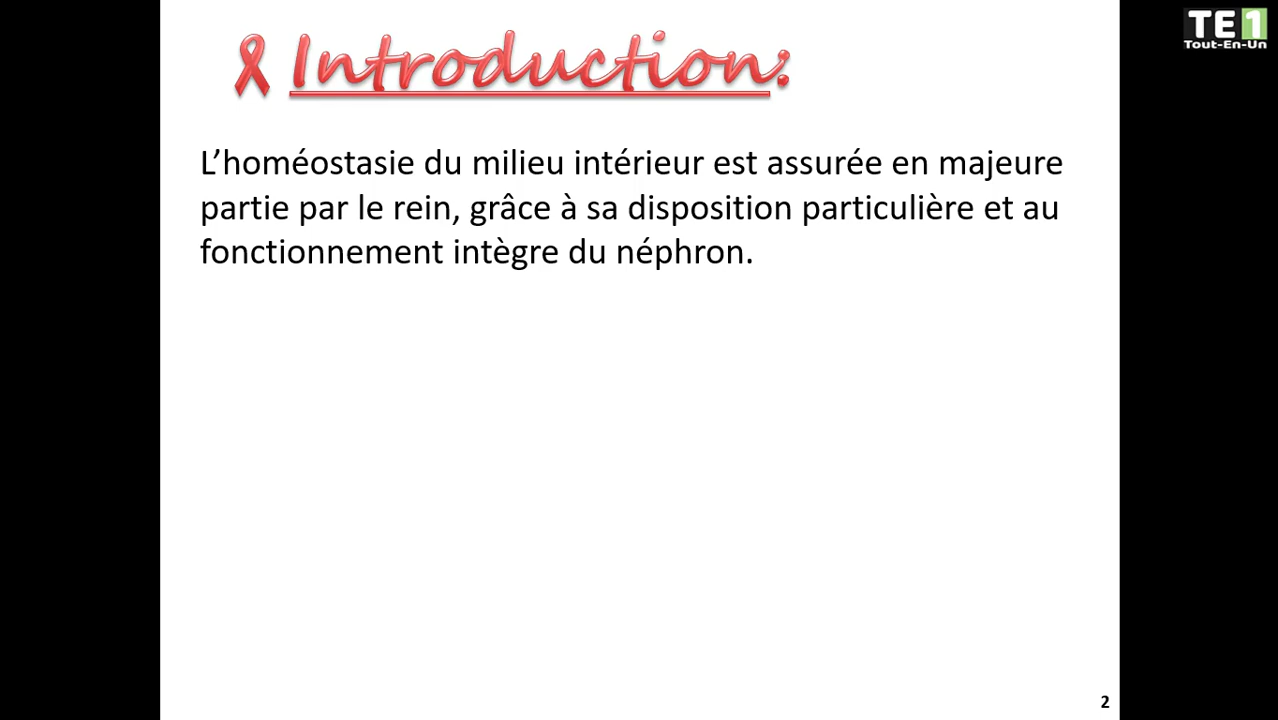 TE1
Tout-En-Un
Introduction:
L’homéostasie du milieu intérieur est assurée en majeure
partie par le rein, grâce à sa disposition particulière et au
fonctionnement intègre du néphron.
2